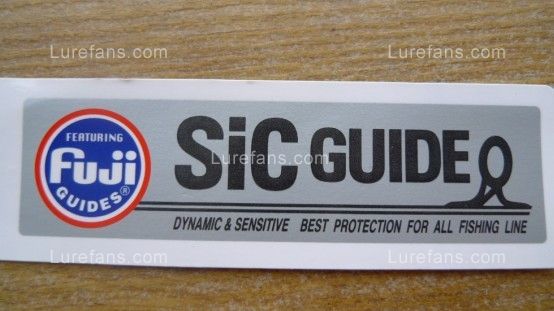 Lurefans.com Lurefans.com
FEATURING
Fuji
GUIDES®
SiC GUIDE
Lurefans.com
DYNAMIC & SENSITIVE BEST PROTECTION FOR ALL FISHING LINE
Lurefans.com Lurefans.com